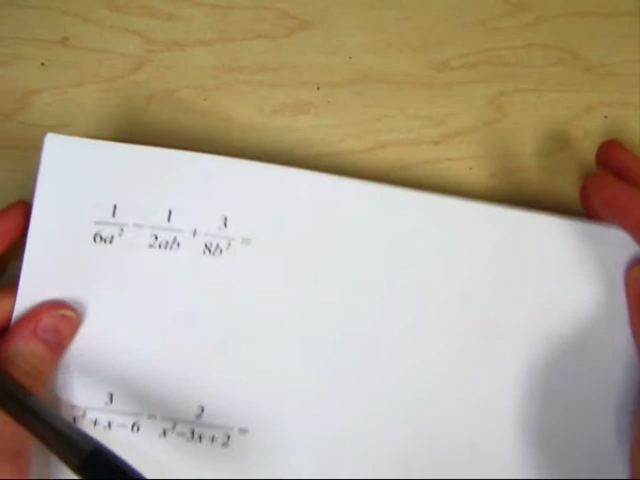 1/6a² - 1/2ab + 3/8b² =
3/x²+x-6 - 2/x²-3x+2 =